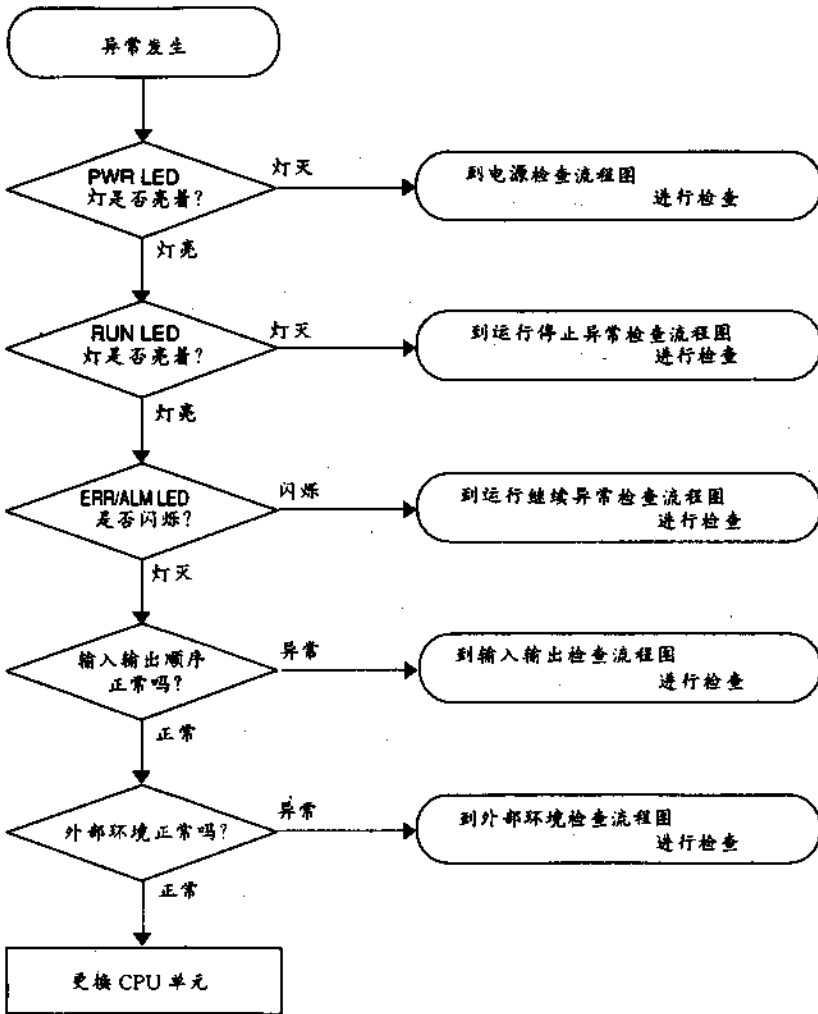 异常发生
PWR LED
灯是否亮着?
灯灭
到电源检查流程图
进行检查
灯亮
RUN LED
灯是否亮着?
灯灭
到运行停止异常检查流程图
进行检查
灯亮
ERR/ALM LED
是否闪烁?
闪烁
到运行继续异常检查流程图
进行检查
灯灭
输入输出顺序
正常吗?
异常
到输入输出检查流程图
进行检查
正常
外部环境正常吗?
异常
到外部环境检查流程图
进行检查
正常
更换 CPU 单元